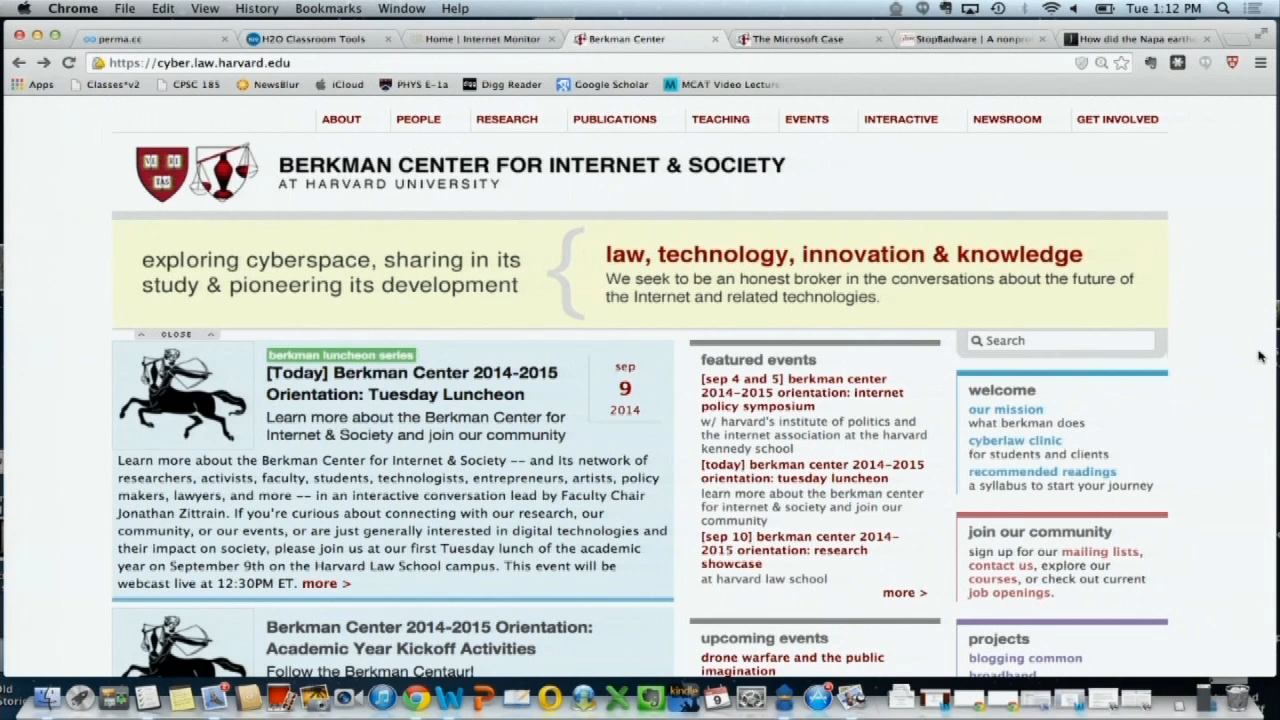 Chrome File Edit View History Bookmarks Window Help Tue 1:12 PM
perma.cc H2O Classroom Tools Home | Internet Monitor Berkman Center The Microsoft Case StopBadware | A nonpro How did the Napa earth
https://cyber.law.harvard.edu
Apps Classes*v2 CPSC 185 NewsBlur iCloud PHYS E-1a Digg Reader Google Scholar MCAT Video Lecture
ABOUT PEOPLE RESEARCH PUBLICATIONS TEACHING EVENTS INTERACTIVE NEWSROOM GET INVOLVED
BERKMAN CENTER FOR INTERNET & SOCIETY
AT HARVARD UNIVERSITY
exploring cyberspace, sharing in its
study & pioneering its development
law, technology, innovation & knowledge
We seek to be an honest broker in the conversations about the future of
the Internet and related technologies.
CLOSE
berkman luncheon series
[Today] Berkman Center 2014-2015
Orientation: Tuesday Luncheon
Learn more about the Berkman Center for
Internet & Society and join our community
sep
9
2014
Learn more about the Berkman Center for Internet & Society -- and Its network of
researchers, activists, faculty, students, technologists, entrepreneurs, artists, policy
makers, lawyers, and more -- in an interactive conversation lead by Faculty Chair
Jonathan Zittrain. If you're curious about connecting with our research, our
community, or our events, or are just generally interested in digital technologies and
their impact on society, please join us at our first Tuesday lunch of the academic
year on September 9th on the Harvard Law School campus. This event will be
webcast live at 12:30PM ET. more >
Berkman Center 2014-2015 Orientation:
Academic Year Kickoff Activities
Follow the Berkman Centaur!
featured events
[sep 4 and 5] berkman center
2014-2015 orientation: internet
policy symposium
w/ harvard's institute of politics and
the internet association at the harvard
kennedy school
[today] berkman center 2014-2015
orientation: tuesday luncheon
learn more about the berkman center
for internet & society and join our
community
[sep 10] berkman center 2014-
2015 orientation: research
showcase
at harvard law school
more >
upcoming events
drone warfare and the public
imagination
Search
welcome
our mission
what berkman does
cyberlaw clinic
for students and clients
recommended readings
a syllabus to start your journey
join our community
sign up for our mailing lists,
contact us, explore our
courses, or check out current
job openings.
projects
blogging common
broadband
kindle
9